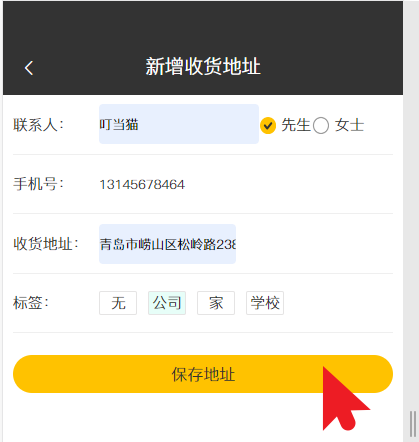 新增收货地址
联系人： 叮当猫 先生 女士
手机号： 13145678464
收货地址： 青岛市崂山区松岭路238
标签： 无 公司 家 学校
保存地址